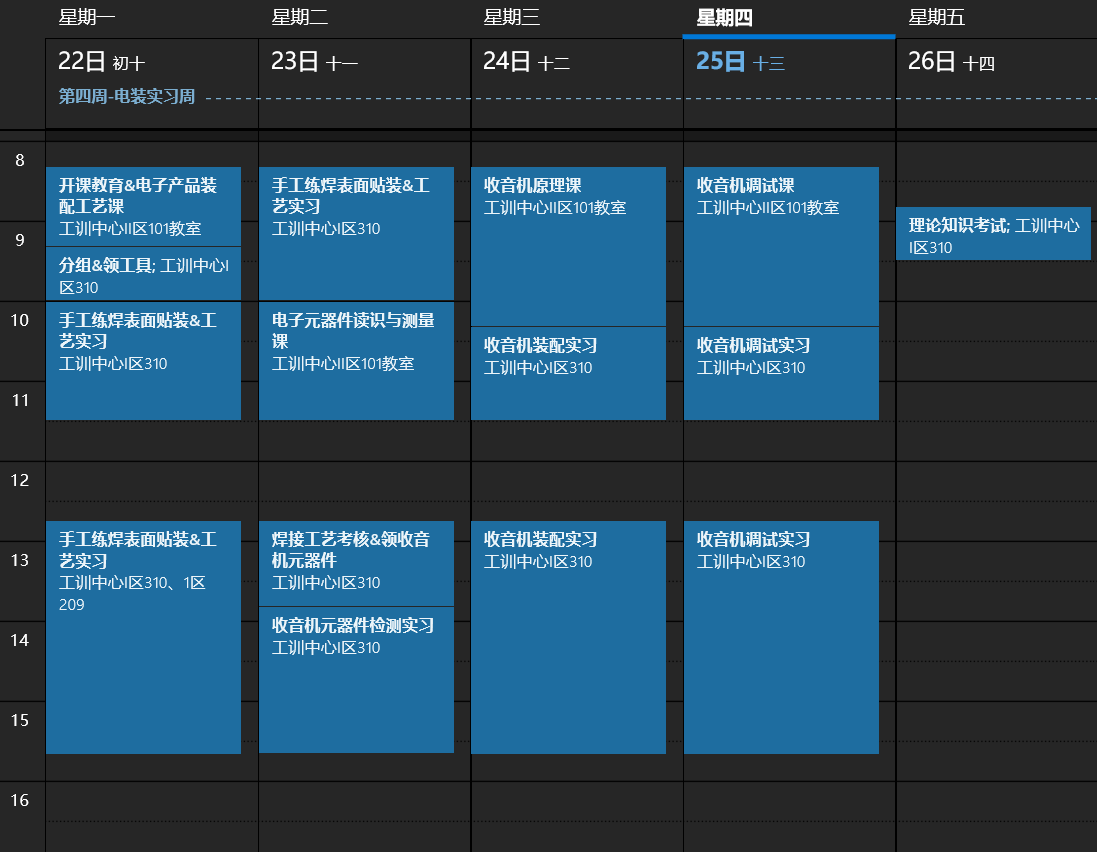 星期一
星期二
星期三
星期四
星期五
22日 初十
23日 十一
24日 十二
25日 十三
26日 十四
第四周-电装实习周
8
9
10
11
12
13
14
15
16
开课教育&电子产品装
配工艺课
工训中心II区101教室
分组&领工具; 工训中心I
区310
手工练焊表面贴装&工
艺实习
工训中心I区310
手工练焊表面贴装&工
艺实习
工训中心I区310、1区
209
手工练焊表面贴装&工
艺实习
工训中心I区310
电子元器件读识与测量
课
工训中心II区101教室
焊接工艺考核&领收音
机元器件
工训中心I区310
收音机元器件检测实习
工训中心I区310
收音机原理课
工训中心II区101教室
收音机装配实习
工训中心I区310
收音机装配实习
工训中心I区310
收音机调试课
工训中心II区101教室
收音机调试实习
工训中心I区310
收音机调试实习
工训中心I区310
理论知识考试; 工训中心
I区310